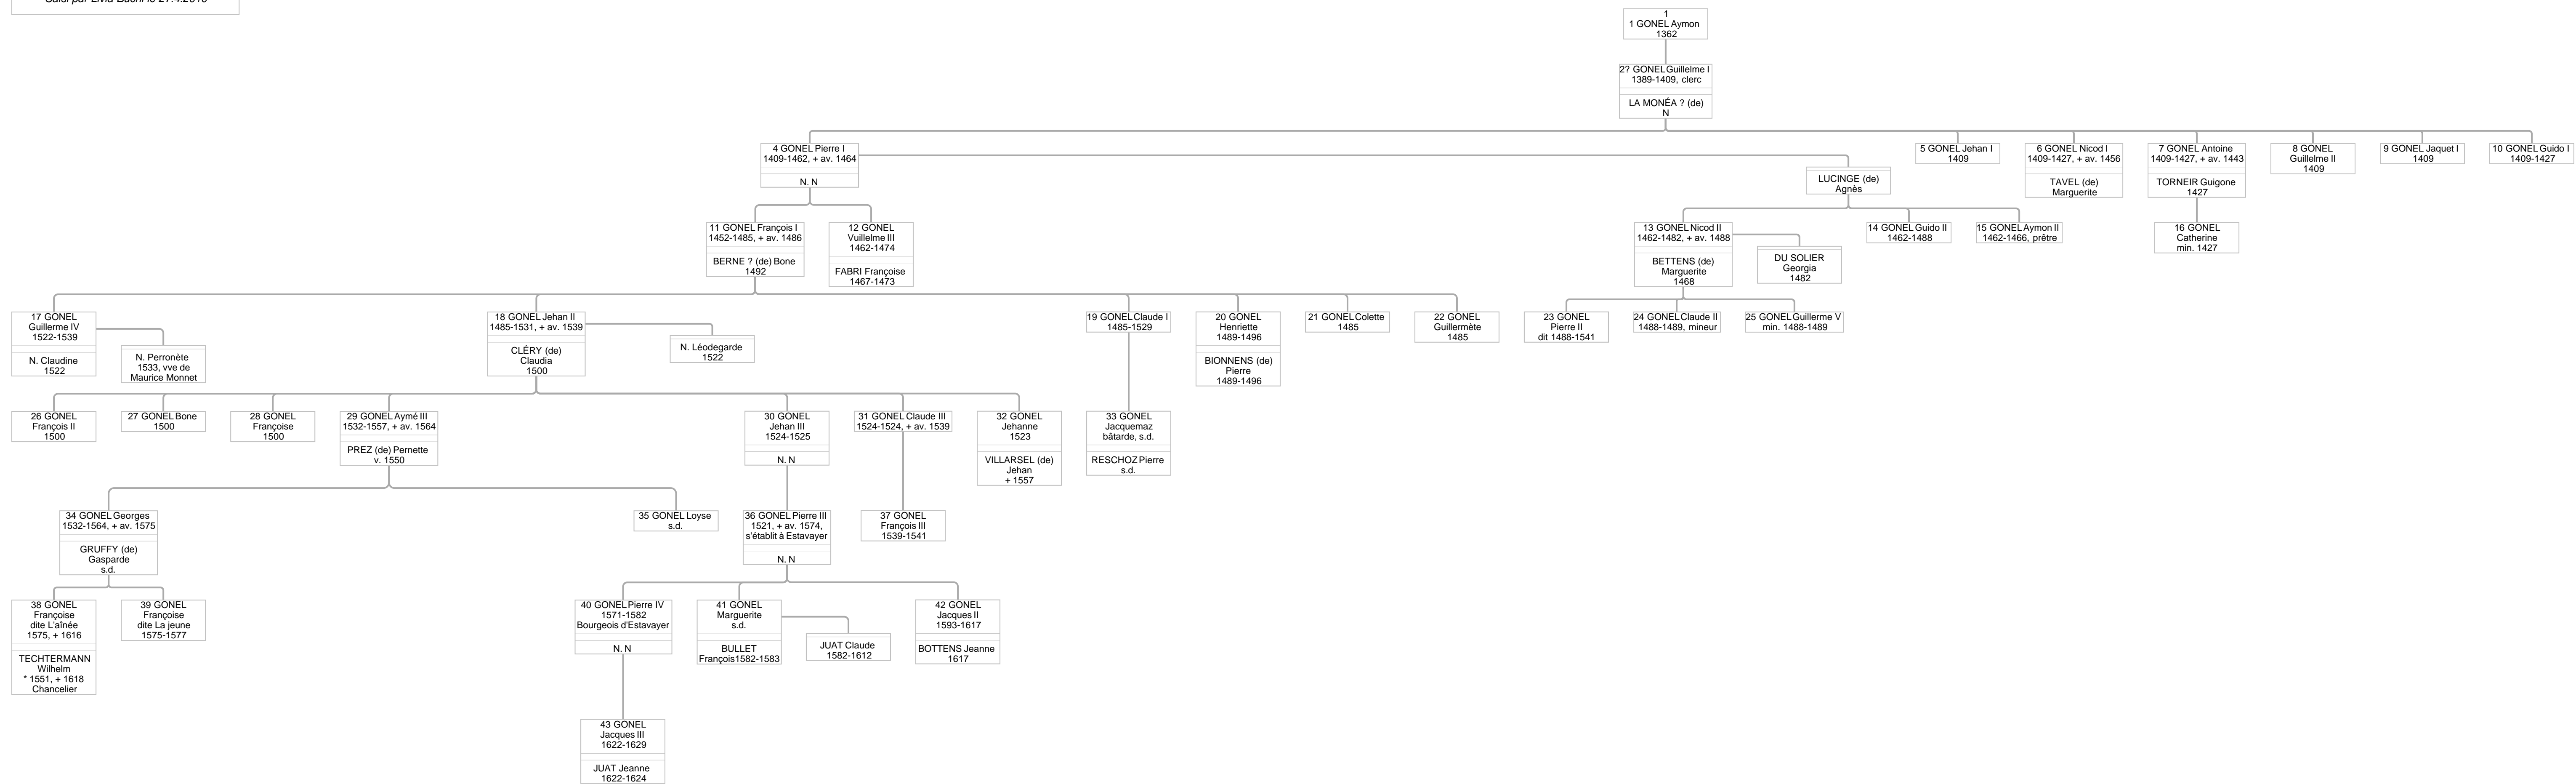 1
1 GONEL Aymon
1362
2? GONEL Guillelme I
1389-1409, clerc
LA MONÉA ? (de)
N
4 GONEL Pierre I
1409-1462, + av. 1464
N. N
LUCINGE (de)
Agnès
5 GONEL Jehan I
1409
6 GONEL Nicod I
1409-1427, + av. 1456
TAVEL (de)
Marguerite
7 GONEL Antoine
1409-1427, + av. 1443
TORNEIR Guigone
1427
8 GONEL
Guillelme II
1409
9 GONEL Jaquet I
1409
10 GONEL Guido I
1409-1427
11 GONEL François I
1452-1485, + av. 1486
BERNE ? (de) Bone
1492
12 GONEL
Vuillelme III
1462-1474
FABRI Françoise
1467-1473
13 GONEL Nicod II
1462-1482, + av. 1488
BETTENS (de)
Marguerite
1468
DU SOLIER
Georgia
1482
14 GONEL Guido II
1462-1488
15 GONEL Aymon II
1462-1466, prêtre
16 GONEL
Catherine
min. 1427
17 GONEL
Guillerme IV
1522-1539
N. Claudine
1522
N. Perronète
1533, vve de
Maurice Monnet
18 GONEL Jehan II
1485-1531, + av. 1539
CLÉRY (de)
Claudia
1500
N. Léodegarde
1522
19 GONEL Claude I
1485-1529
20 GONEL
Henriette
1489-1496
BIONNENS (de)
Pierre
1489-1496
21 GONEL Colette
1485
22 GONEL
Guillermète
1485
23 GONEL
Pierre II
dit 1488-1541
24 GONEL Claude II
1488-1489, mineur
25 GONEL Guillerme V
min. 1488-1489
26 GONEL
François II
1500
27 GONEL Bone
1500
28 GONEL
Françoise
1500
29 GONEL Aymé III
1532-1557, + av. 1564
PREZ (de) Pernette
v. 1550
30 GONEL
Jehan III
1524-1525
N. N
31 GONEL Claude III
1524-1524, + av. 1539
32 GONEL
Jehanne
1523
VILLARSEL (de)
Jehan
+ 1557
33 GONEL
Jacquemaz
bâtarde, s.d.
RESCHOZ Pierre
s.d.
34 GONEL Georges
1532-1564, + av. 1575
GRUFFY (de)
Gasparde
s.d.
35 GONEL Loyse
s.d.
36 GONEL Pierre III
1521, + av. 1574,
s'établit à Estavayer
N. N
37 GONEL
François III
1539-1541
38 GONEL
Françoise
dite L'aînée
1575, + 1616
TECHTERMANN
Wilhelm
* 1551, + 1618
Chancelier
39 GONEL
Françoise
dite La jeune
1575-1577
40 GONEL Pierre IV
1571-1582
Bourgeois d'Estavayer
N. N
41 GONEL
Marguerite
s.d.
BULLET
François1582-1583
JUAT Claude
1582-1612
42 GONEL
Jacques II
1593-1617
BOTTENS Jeanne
1617
43 GONEL
Jacques III
1622-1629
JUAT Jeanne
1622-1624